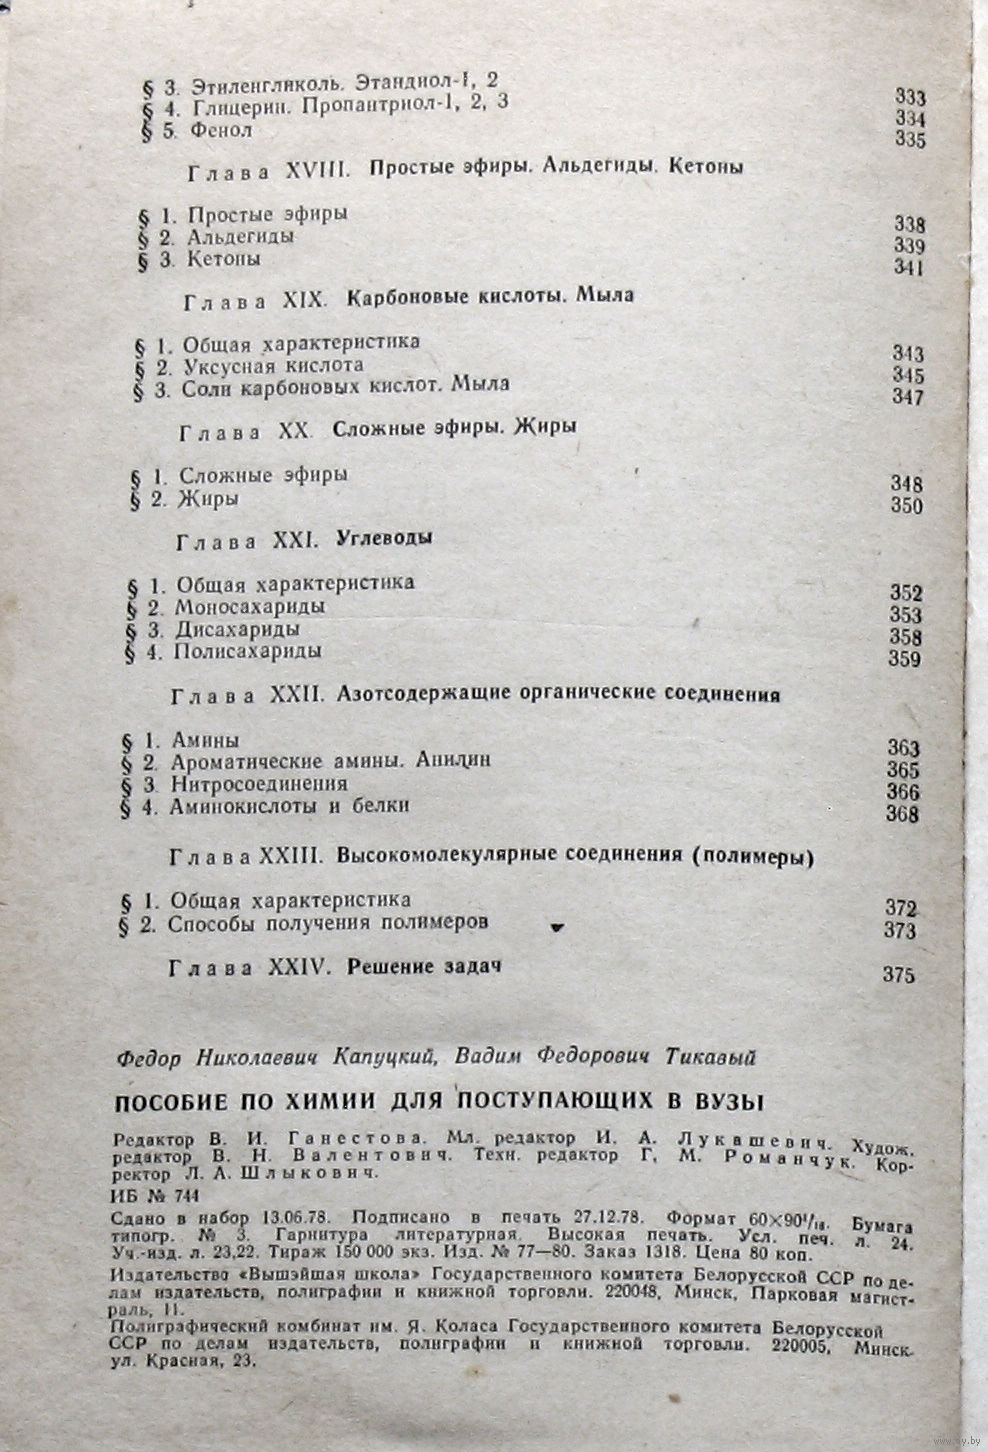 § 3. Этиленгликоль. Этандиол-1, 2 333
§ 4. Глицерин. Пропантриол-1, 2, 3 334
§ 5. Фенол 335
Глава XVIII. Простые эфиры. Альдегиды. Кетоны
§ 1. Простые эфиры 338
§ 2. Альдегиды 339
§ 3. Кетоны 341
Глава XIX. Карбоновые кислоты. Мыла
§ 1. Общая характеристика 343
§ 2. Уксусная кислота 345
§ 3. Соли карбоновых кислот. Мыла 347
Глава XX. Сложные эфиры. Жиры
§ 1. Сложные эфиры 348
§ 2. Жиры 350
Глава XXI. Углеводы
§ 1. Общая характеристика 352
§ 2. Моносахариды 353
§ 3. Дисахариды 358
§ 4. Полисахариды 359
Глава XXII. Азотсодержащие органические соединения
§ 1. Амины 363
§ 2. Ароматические амины. Анилин 365
§ 3. Нитросоединения 366
§ 4. Аминокислоты и белки 368
Глава XXIII. Высокомолекулярные соединения (полимеры)
§ 1. Общая характеристика 372
§ 2. Способы получения полимеров 373
Глава XXIV. Решение задач 375
Федор Николаевич Капуцкий, Вадим Федорович Тикавый
ПОСОБИЕ ПО ХИМИИ ДЛЯ ПОСТУПАЮЩИХ В ВУЗЫ
Редактор В. И. Ганестова. Мл. редактор И. А. Лукашевич. Худож.
редактор В. Н. Валентович. Техн. редактор Г. М. Романчук. Кор-
ректор Л. А. Шлыкович.
ИБ № 744
Сдано в набор 13.06.78. Подписано в печать 27.12.78. Формат 60×90¹/₁₆. Бумага
типогр. № 3. Гарнитура литературная. Высокая печать. Усл. печ. л. 24.
Уч.-изд. л. 23,22. Тираж 150 000 экз. Изд. № 77—80. Заказ 1318. Цена 80 коп.
Издательство «Вышэйшая школа» Государственного комитета Белорусской ССР по де-
лам издательств, полиграфии и книжной торговли. 220048, Минск, Парковая магист-
раль, 11.
Полиграфический комбинат им. Я. Коласа Государственного комитета Белорусской
ССР по делам издательств, полиграфии и книжной торговли. 220005, Минск,
ул. Красная, 23.
www.ay.by